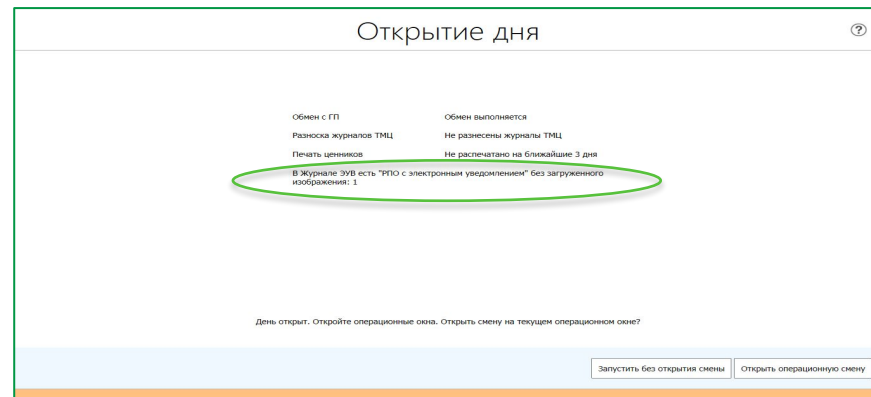 Открытие дня
?
Обмен с ГП Обмен выполняется
Разноска журналов ТМЦ Не разнесены журналы ТМЦ
Печать ценников Не распечатано на ближайшие 3 дня
В Журнале ЭУВ есть "РПО с электронным уведомлением" без загруженного
изображения: 1
День открыт. Откройте операционные окна. Открыть смену на текущем операционном окне?
Запустить без открытия смены Открыть операционную смену